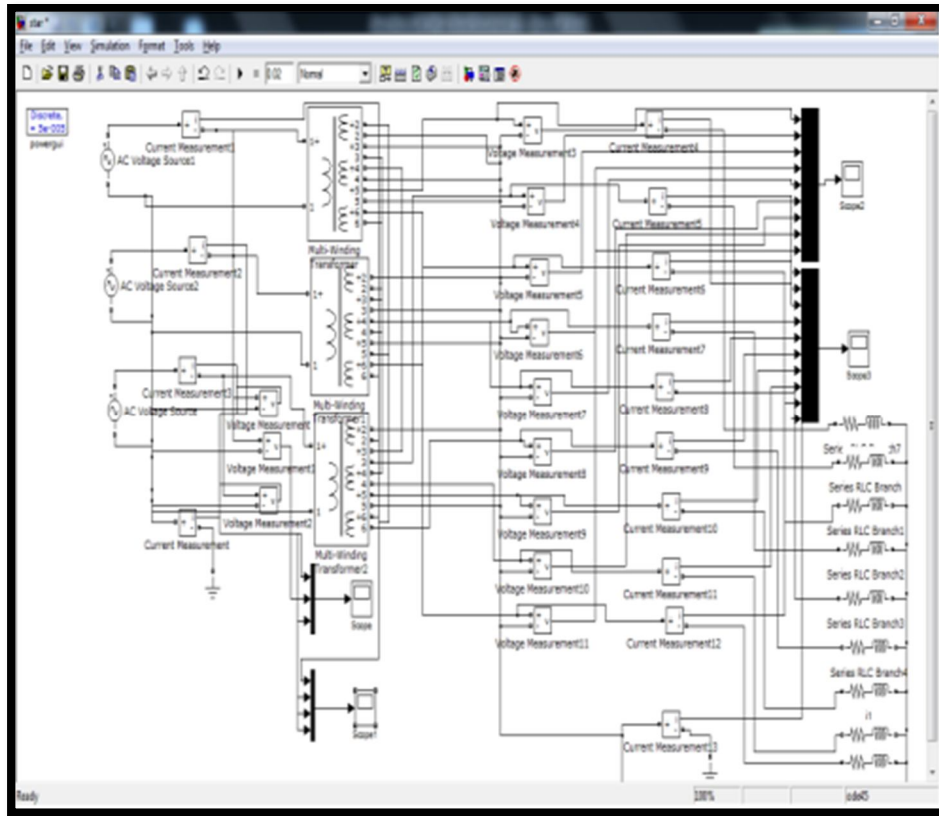 star *
File Edit View Simulation Format Tools Help
0.02 Normal
Discrete,
= 5e-005
powergui
Current Measurement1
AC Voltage Source1
Current Measurement2
AC Voltage Source2
Current Measurement3
AC Voltage Source
Voltage Measurement
Voltage Measurement1
Voltage Measurement2
Current Measurement
Multi-Winding
Transformer
Multi-Winding
Transformer1
Multi-Winding
Transformer2
Scope
Scope1
Voltage Measurement3
Voltage Measurement4
Voltage Measurement5
Voltage Measurement6
Voltage Measurement7
Voltage Measurement8
Voltage Measurement9
Voltage Measurement10
Voltage Measurement11
Current Measurement4
Current Measurement5
Current Measurement6
Current Measurement7
Current Measurement8
Current Measurement9
Current Measurement10
Current Measurement11
Current Measurement12
Current Measurement13
Scope2
Scope3
Series RLC Branch
Series RLC Branch1
Series RLC Branch2
Series RLC Branch3
Series RLC Branch4
Ready
100%
ode45